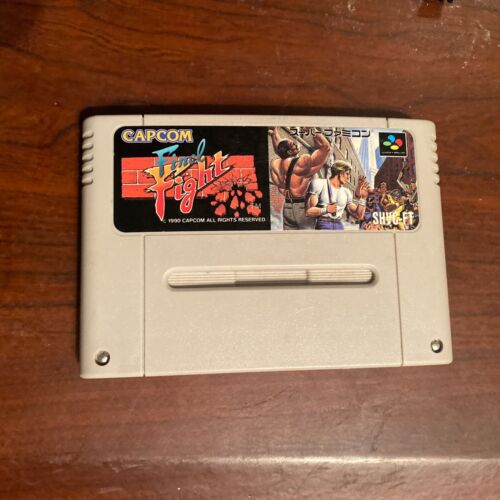 CAPCOM
Final
Fight
TM
© 1990 CAPCOM ALL RIGHTS RESERVED.
スーパーファミコン
SHVC-FT